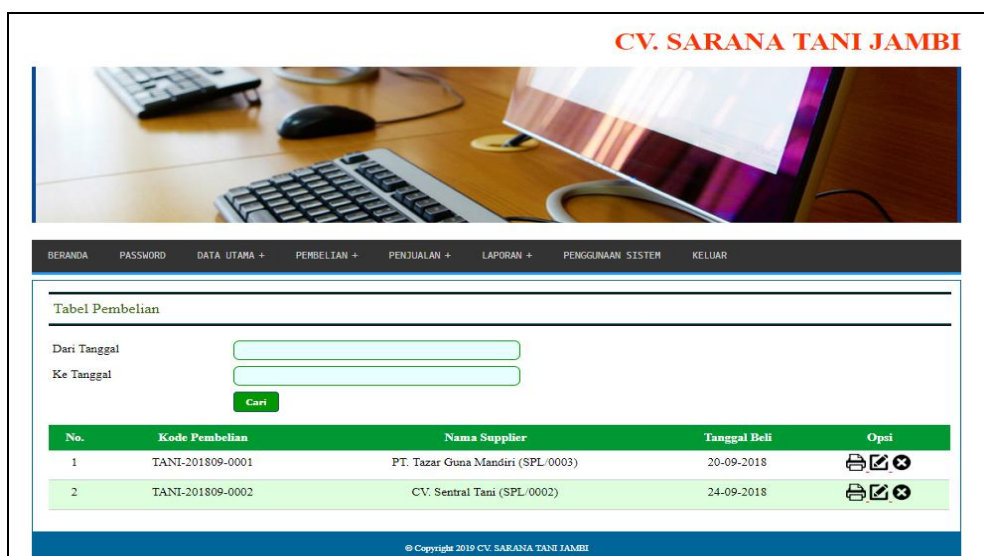 CV. SARANA TANI JAMBI
BERANDA PASSWORD DATA UTAMA + PEMBELIAN + PENJUALAN + LAPORAN + PENGGUNAAN SISTEM KELUAR
Tabel Pembelian
Dari Tanggal
Ke Tanggal
Cari
No. Kode Pembelian Nama Supplier Tanggal Beli Opsi
1 TANI-201809-0001 PT. Tazar Guna Mandiri (SPL/0003) 20-09-2018
2 TANI-201809-0002 CV. Sentral Tani (SPL/0002) 24-09-2018
© Copyright 2019 CV. SARANA TANI JAMBI